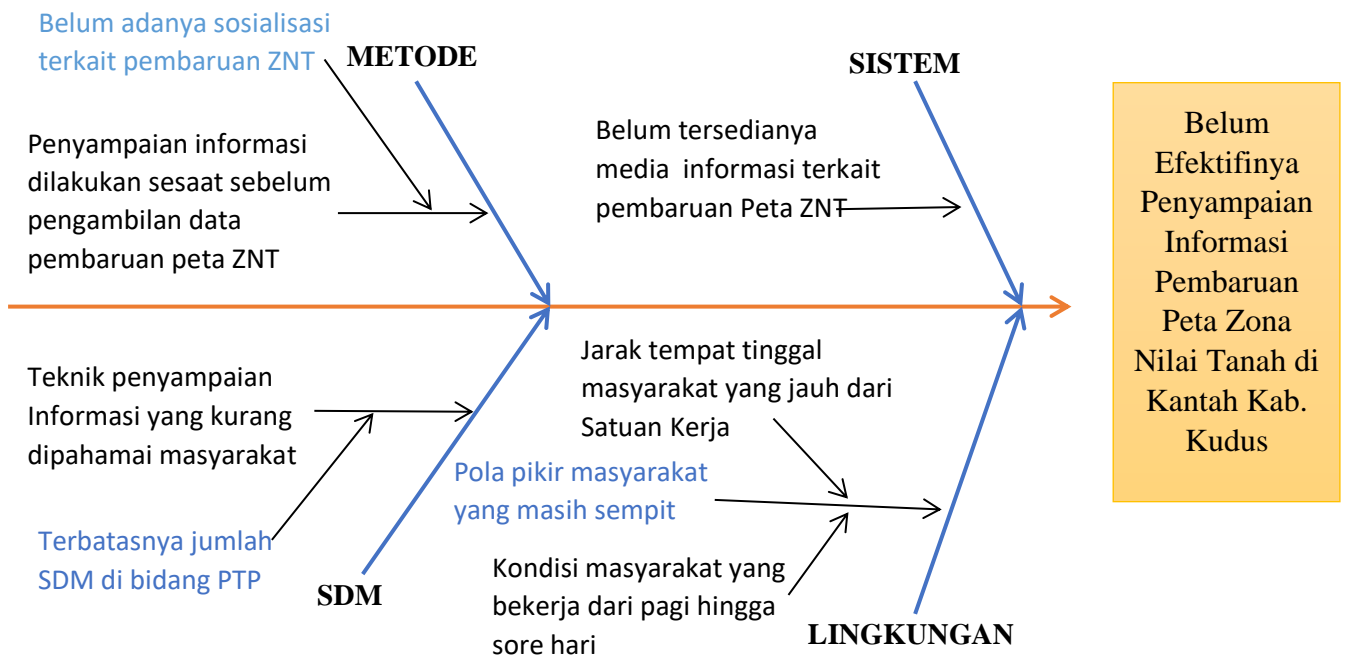 Belum adanya sosialisasi
terkait pembaruan ZNT
METODE
Penyampaian informasi
dilakukan sesaat sebelum
pengambilan data
pembaruan peta ZNT
SISTEM
Belum tersedianya
media informasi terkait
pembaruan Peta ZNT
Belum
Efektifinya
Penyampaian
Informasi
Pembaruan
Peta Zona
Nilai Tanah di
Kantah Kab.
Kudus
Teknik penyampaian
Informasi yang kurang
dipahamai masyarakat
Terbatasnya jumlah
SDM di bidang PTP
SDM
Jarak tempat tinggal
masyarakat yang jauh dari
Satuan Kerja
Pola pikir masyarakat
yang masih sempit
Kondisi masyarakat yang
bekerja dari pagi hingga
sore hari
LINGKUNGAN